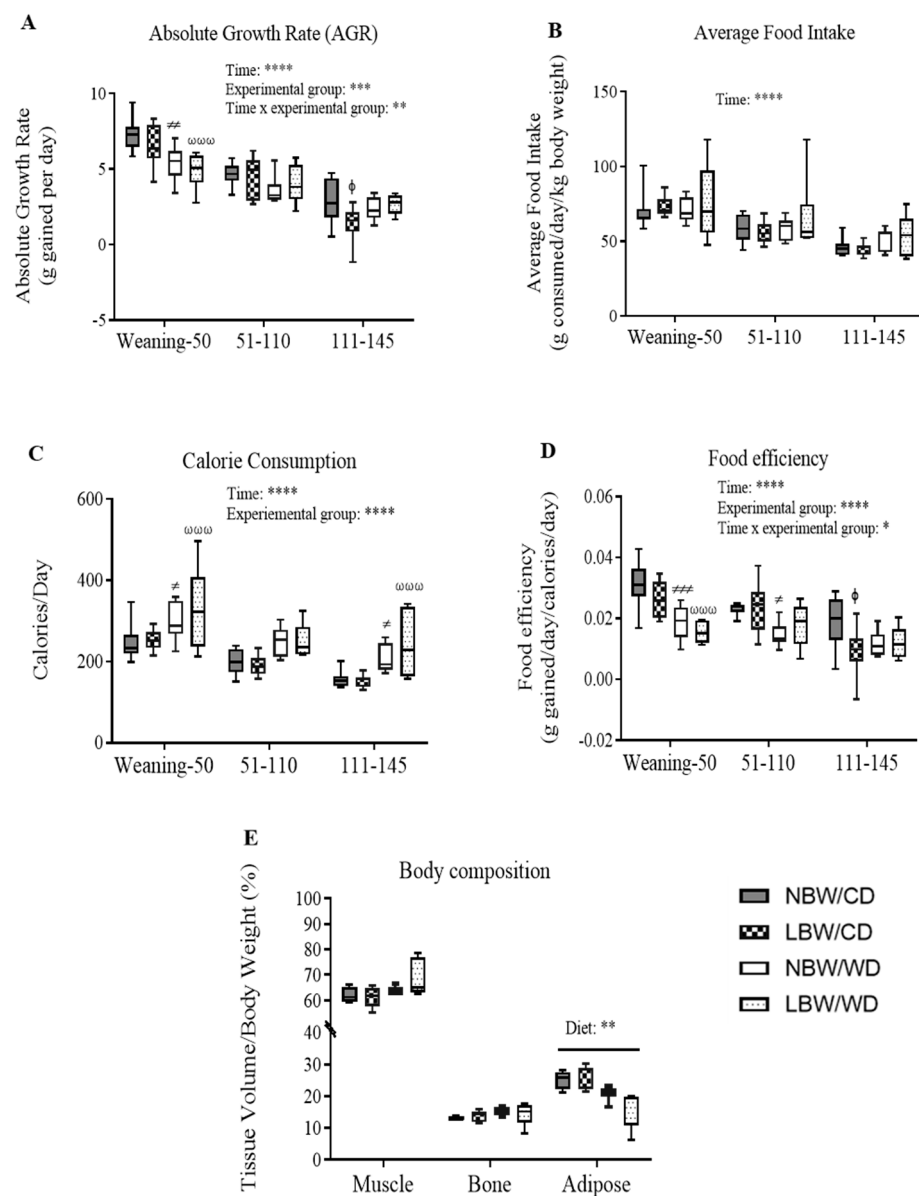 A
Absolute Growth Rate (AGR)
Time: ****
Experimental group: ***
Time x experimental group: **
Absolute Growth Rate
(g gained per day)
10
5
0
-5
≠
ωωω
ϕ
Weaning-50 51-110 111-145
B
Average Food Intake
Time: ****
Average Food Intake
(g consumed/day/kg body weight)
150
100
50
0
Weaning-50 51-110 111-145
C
Calorie Consumption
Time: ****
Experiemental group: ****
Calories/Day
600
400
200
0
≠
ωωω
≠
ωωω
Weaning-50 51-110 111-145
D
Food efficiency
Time: ****
Experimental group: ****
Time x experimental group: *
Food efficiency
(g gained/day/calories/day)
0.06
0.04
0.02
0.00
-0.02
≠≠≠
ωωω
≠
ϕ
Weaning-50 51-110 111-145
E
Body composition
Tissue Volume/Body Weight (%)
100
90
80
70
60
40
30
20
10
0
Diet: **
Muscle Bone Adipose
NBW/CD
LBW/CD
NBW/WD
LBW/WD